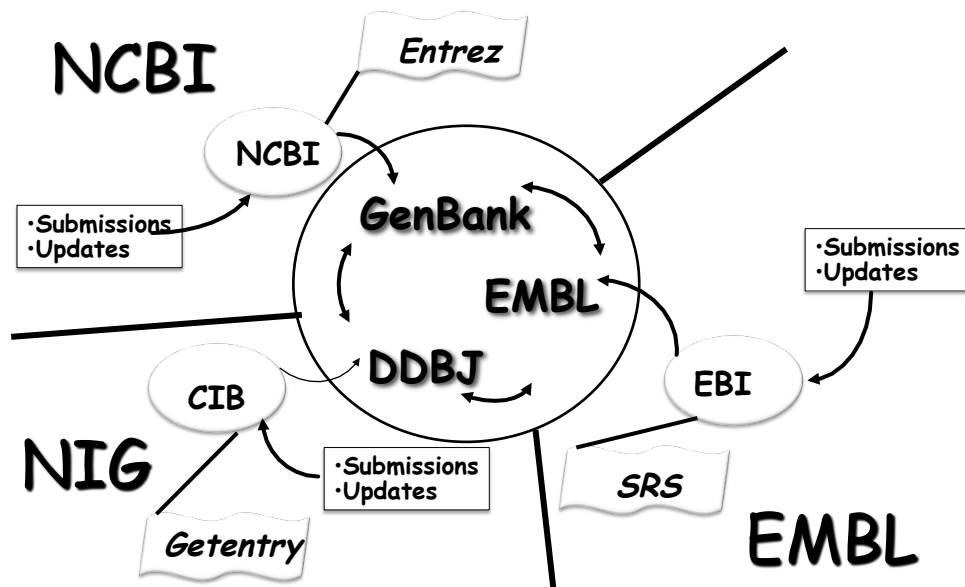 NCBI
Entrez
NCBI
•Submissions
•Updates
GenBank
EMBL
•Submissions
•Updates
DDBJ
EBI
CIB
NIG
•Submissions
•Updates
SRS
Getentry
EMBL